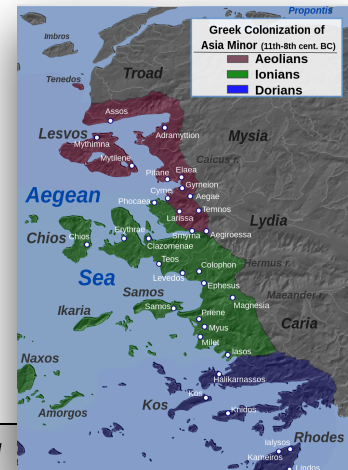 Propontis
Greek Colonization of
Asia Minor (11th-8th cent. BC)
Aeolians
Ionians
Dorians
Imbros
Tenedos
Troad
Assos
Lesvos
Mythimna
Adramyttion
Mysia
Mytilene
Caicus r.
Pitane
Elaea
Gyrneion
Cyme
Aegae
Phocaea
Temnos
Larissa
Aegean
Lydia
Chios
Chios
Erythrae
Smyrna
Aegiroessa
Clazomenae
Teos
Colophon
Hermus r.
Sea
Levedos
Ephesus
Samos
Maeander r.
Magnesia
Samos
Ikaria
Priene
Myus
Caria
Milet
Iasos
Naxos
Halikarnassos
Kos
Kos
Amorgos
Knidos
Rhodes
Ialysos
Kameiros
Lindos